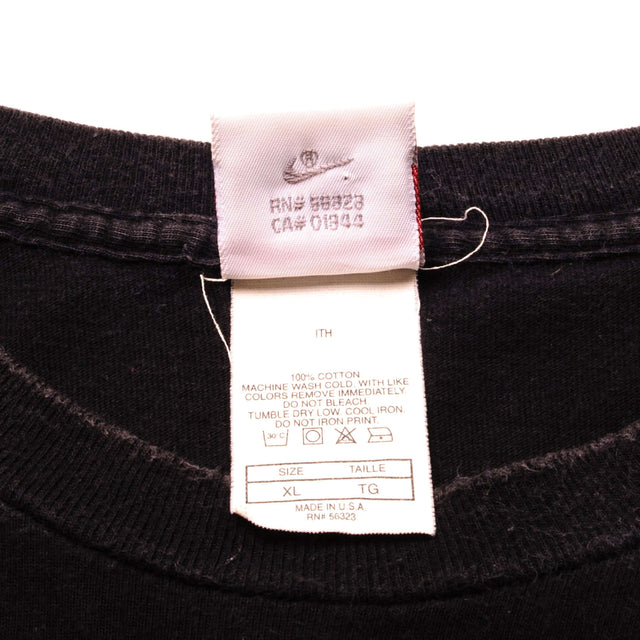 RN# 56323
CA# 01344
ITH
100% COTTON
MACHINE WASH COLD, WITH LIKE
COLORS REMOVE IMMEDIATELY.
DO NOT BLEACH.
TUMBLE DRY LOW. COOL IRON.
DO NOT IRON PRINT.
30°C
SIZE TAILLE
XL TG
MADE IN U.S.A.
RN# 56323